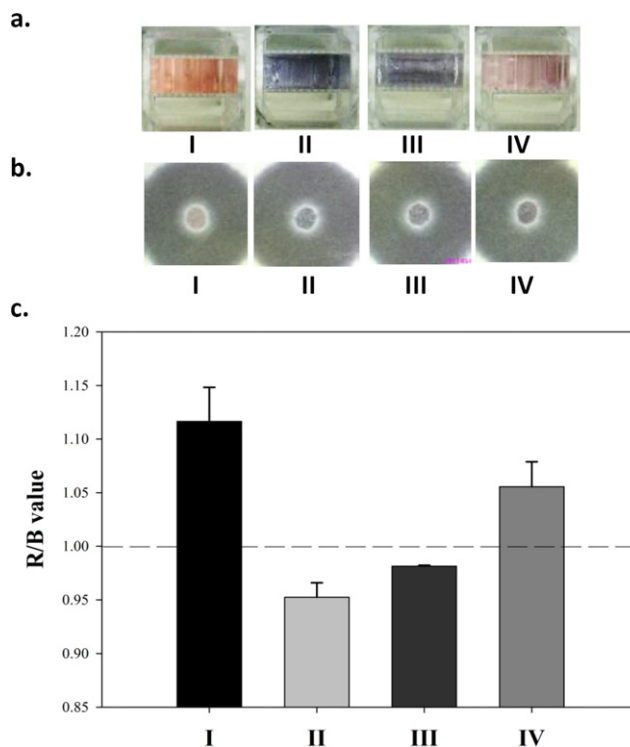 a.
I II III IV
b.
I II III IV
c.
1.20
1.15
1.10
1.05
1.00
0.95
0.90
0.85
R/B value
I II III IV